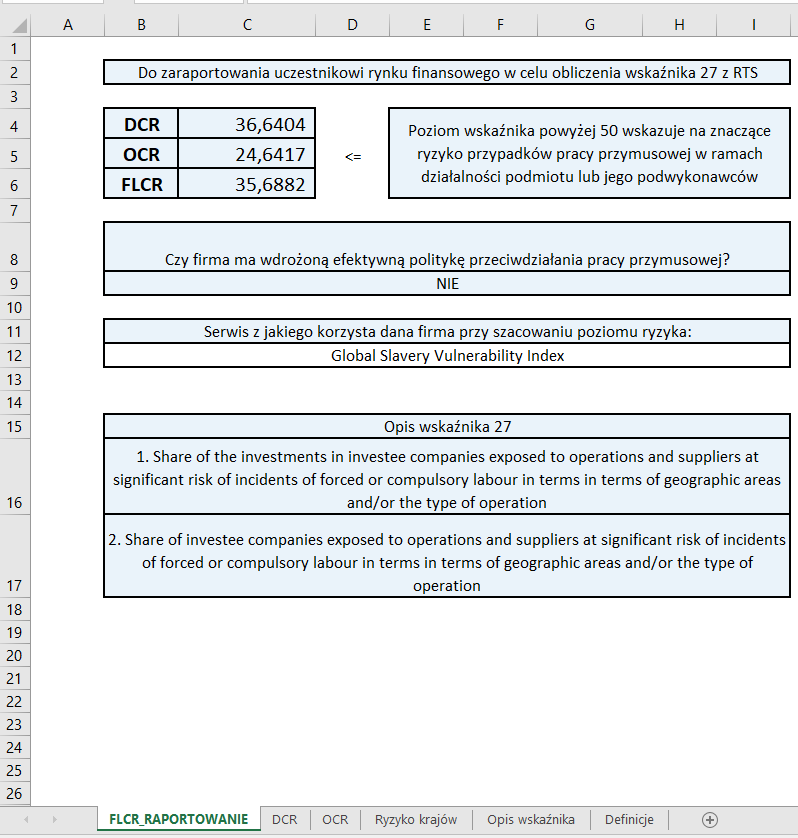 A B C D E F G H I
1
2 Do zaraportowania uczestnikowi rynku finansowego w celu obliczenia wskaźnika 27 z RTS
3
4 DCR 36,6404 Poziom wskaźnika powyżej 50 wskazuje na znaczące
5 OCR 24,6417 <= ryzyko przypadków pracy przymusowej w ramach
6 FLCR 35,6882 działalności podmiotu lub jego podwykonawców
7
8 Czy firma ma wdrożoną efektywną politykę przeciwdziałania pracy przymusowej?
9 NIE
10
11 Serwis z jakiego korzysta dana firma przy szacowaniu poziomu ryzyka:
12 Global Slavery Vulnerability Index
13
14
15 Opis wskaźnika 27
1. Share of the investments in investee companies exposed to operations and suppliers at
significant risk of incidents of forced or compulsory labour in terms in terms of geographic areas
16 and/or the type of operation
2. Share of investee companies exposed to operations and suppliers at significant risk of incidents
of forced or compulsory labour in terms in terms of geographic areas and/or the type of
17 operation
18
19
20
21
22
23
24
25
26
FLCR_RAPORTOWANIE DCR OCR Ryzyko krajów Opis wskaźnika Definicje